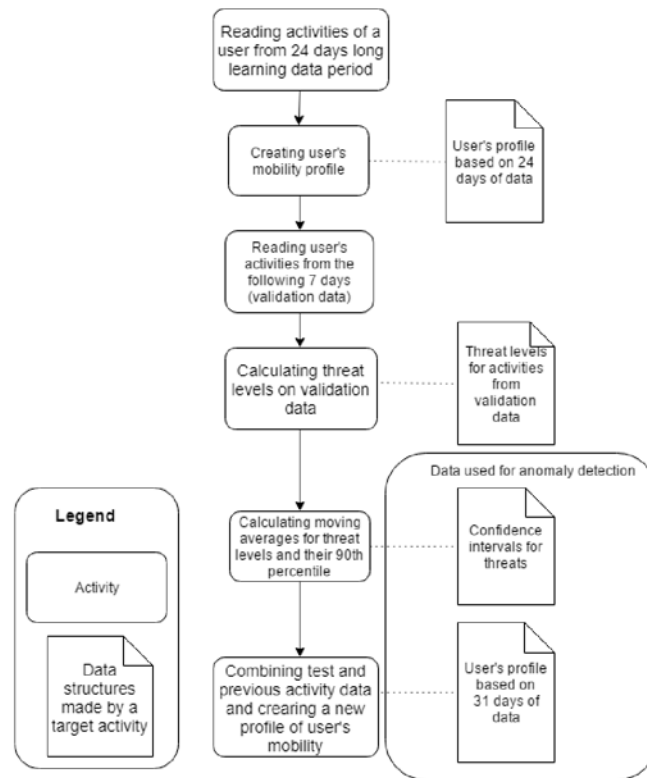 Reading activities of a
user from 24 days long
learning data period
Creating user's
mobility profile
User's profile
based on 24
days of data
Reading user's
activities from the
following 7 days
(validation data)
Calculating threat
levels on validation
data
Threat levels
for activities
from
validation
data
Data used for anomaly detection
Calculating moving
averages for threat
levels and their 90th
percentile
Confidence
intervals for
threats
Combining test and
previous activity data
and crearing a new
profile of user's
mobility
User's profile
based on
31 days of
data
Legend
Activity
Data
structures
made by a
target activity